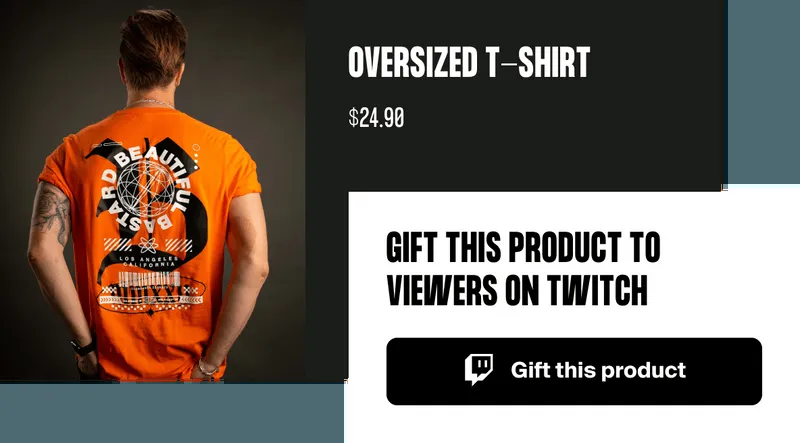 OVERSIZED T-SHIRT
$24.90
BEAUTIFUL
BASTARD
LOS ANGELES
CALIFORNIA
GIFT THIS PRODUCT TO
VIEWERS ON TWITCH
Gift this product